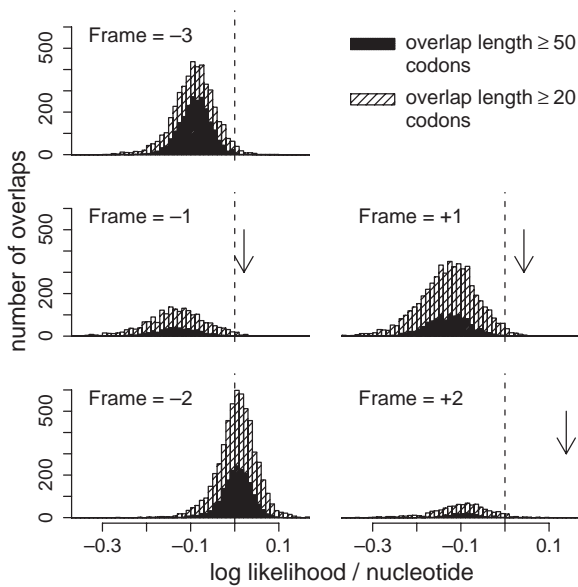 Frame = –3
overlap length ≥ 50
codons
overlap length ≥ 20
codons
0 200 500
number of overlaps
Frame = –1
Frame = +1
0 200 500
Frame = –2
Frame = +2
0 200 500
–0.3 –0.1 0.1
–0.3 –0.1 0.1
log likelihood / nucleotide